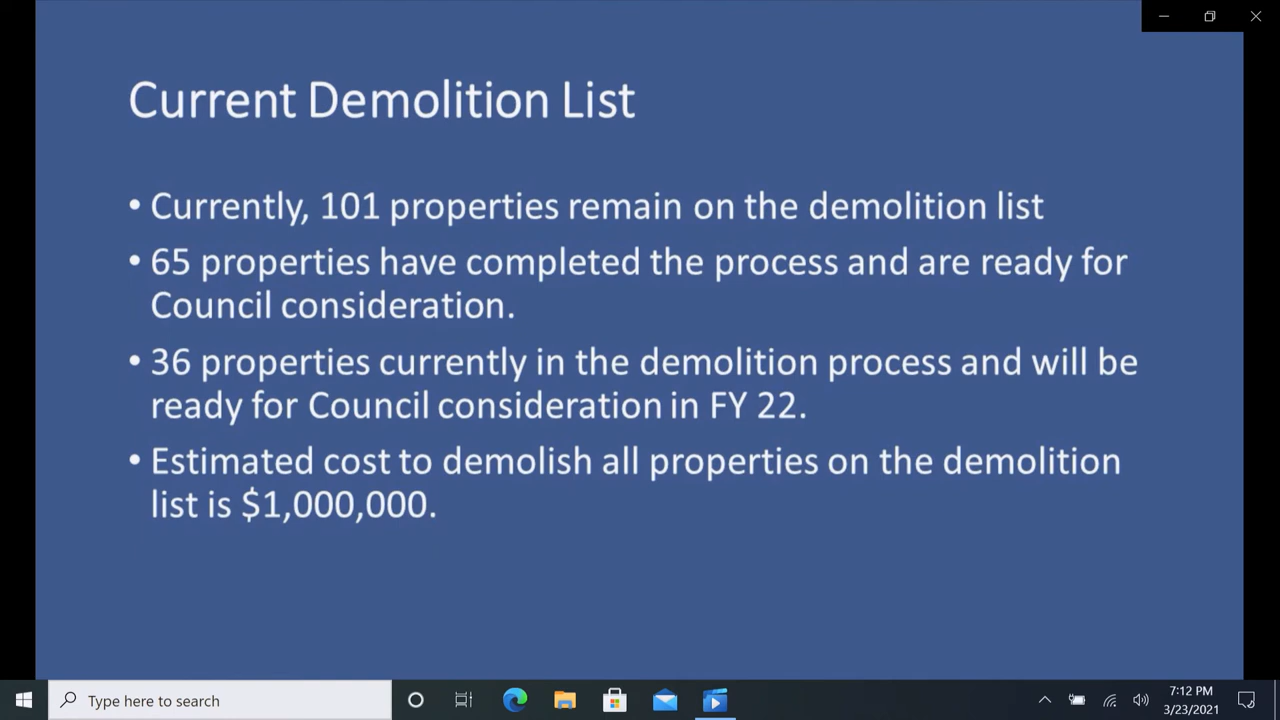 Current Demolition List
• Currently, 101 properties remain on the demolition list
• 65 properties have completed the process and are ready for
Council consideration.
• 36 properties currently in the demolition process and will be
ready for Council consideration in FY 22.
• Estimated cost to demolish all properties on the demolition
list is $1,000,000.
Type here to search
7:12 PM
3/23/2021